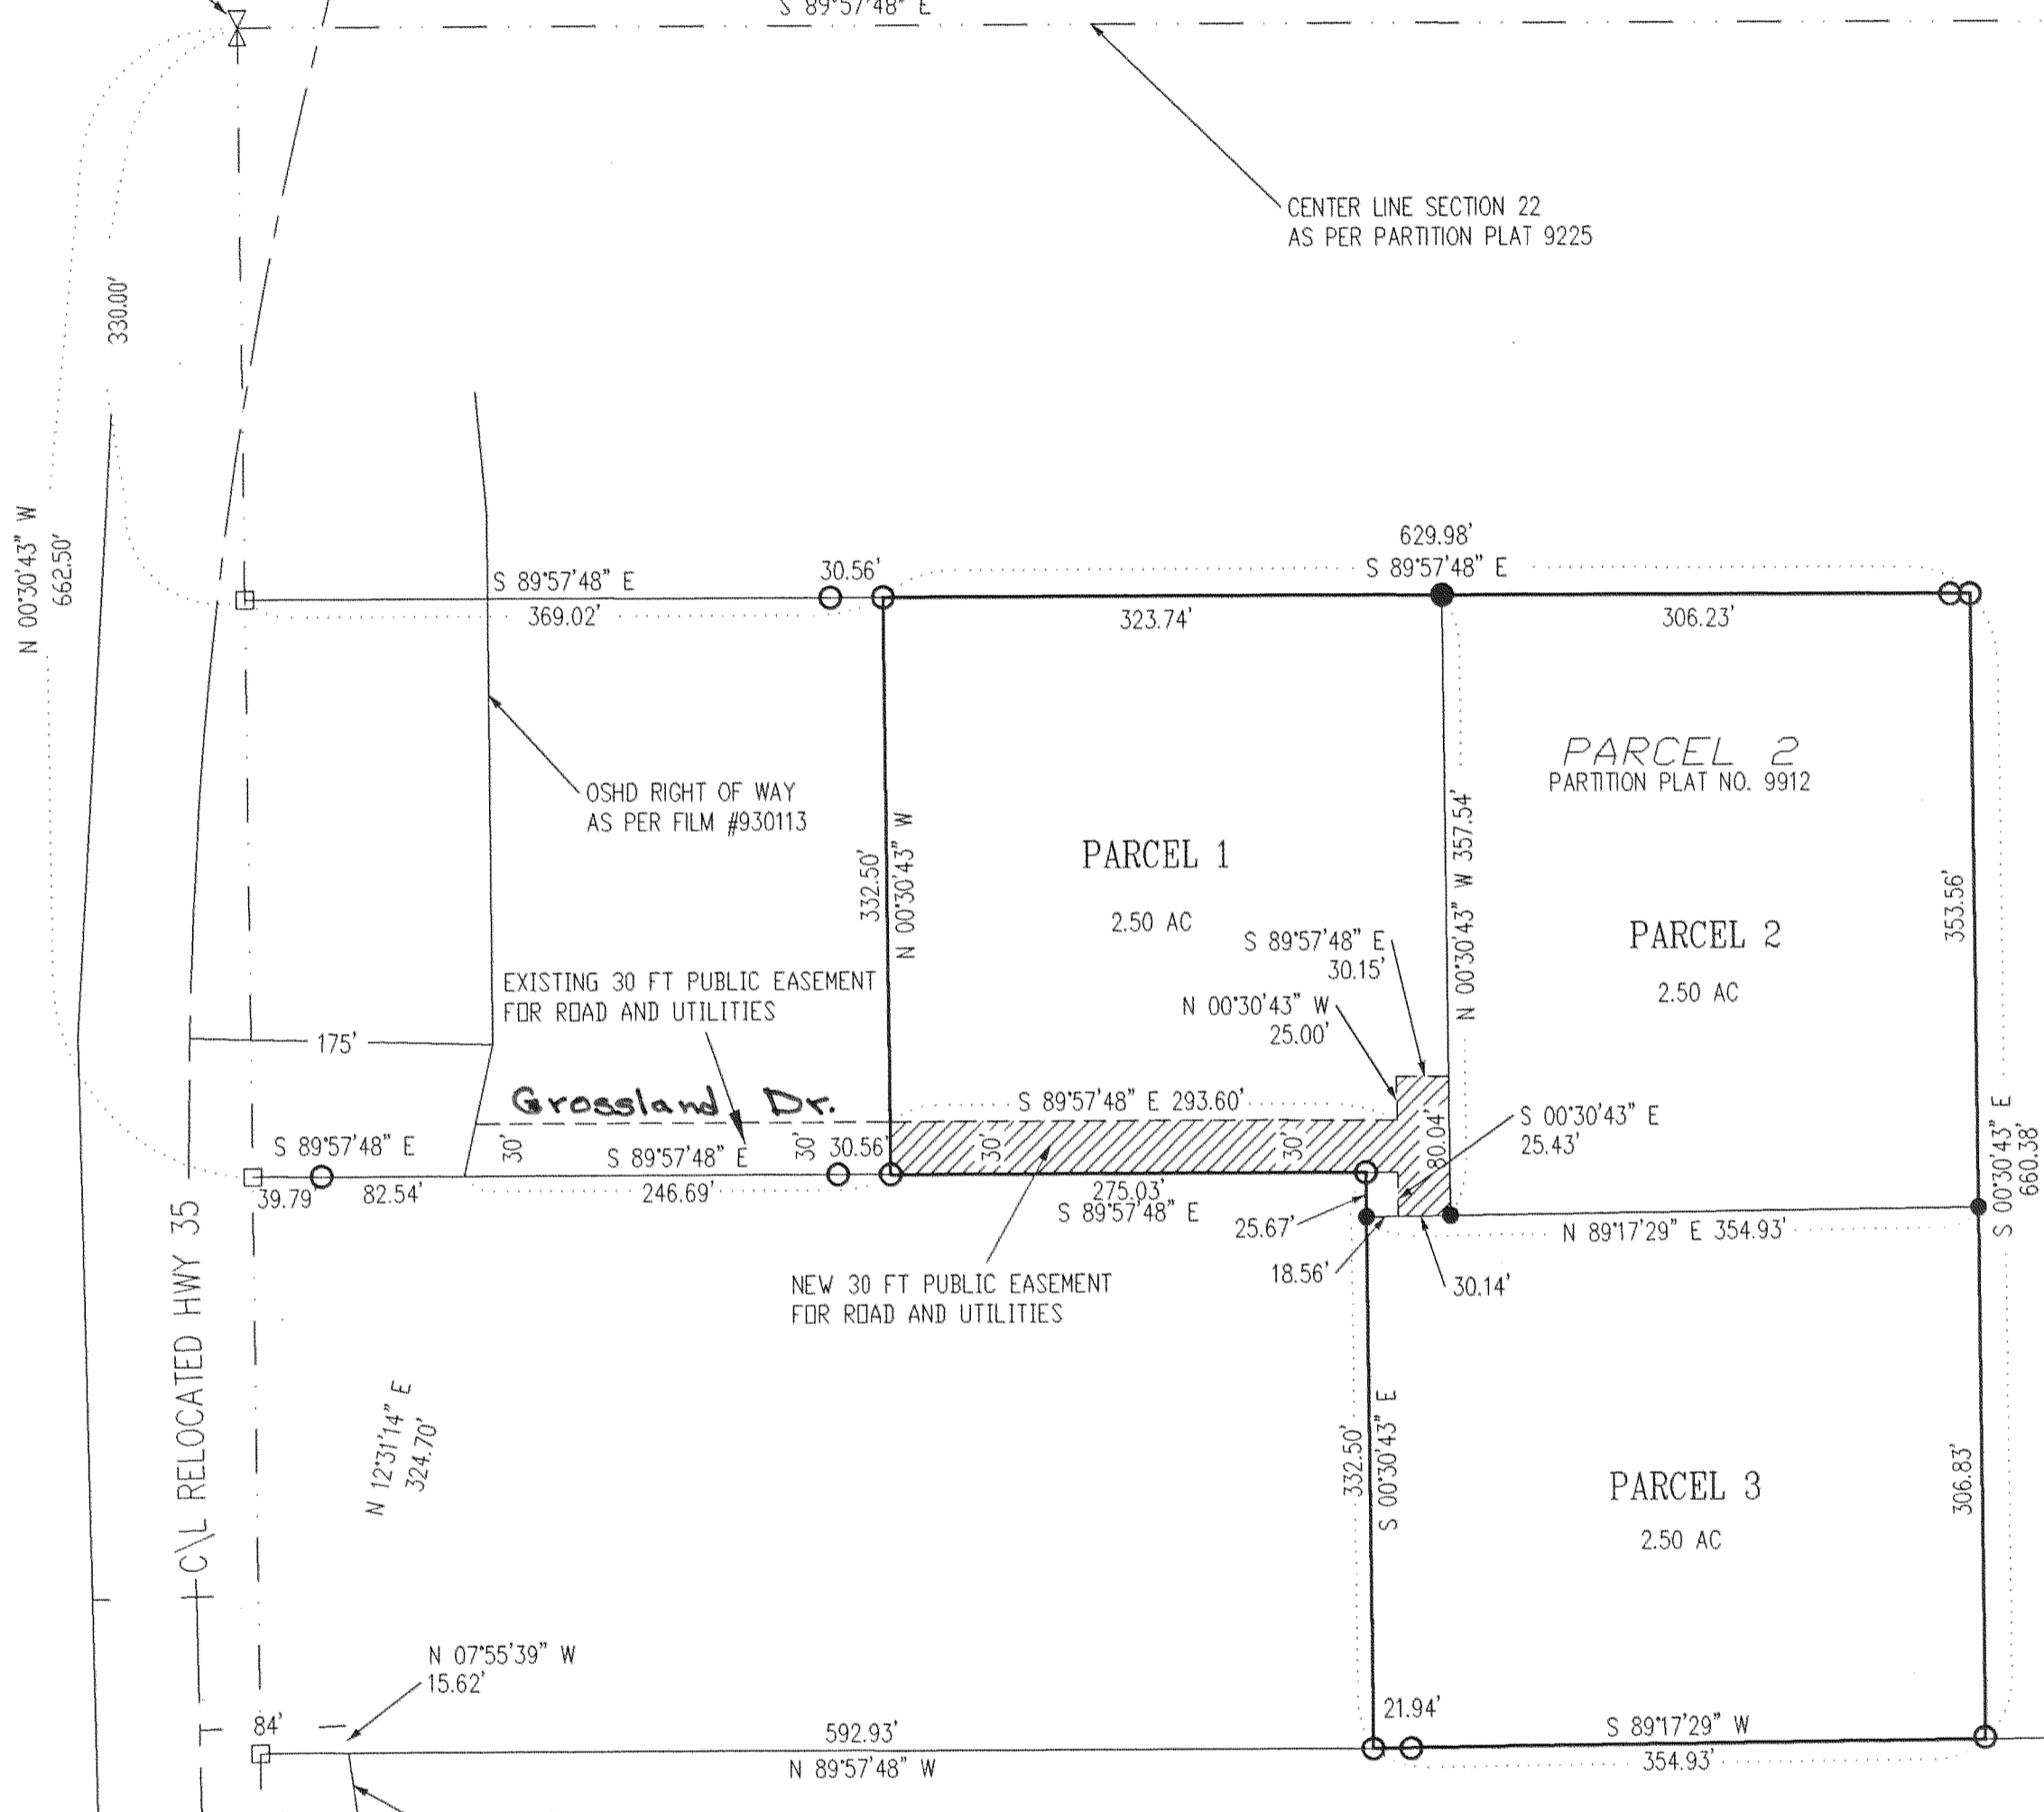 S 89°57'48" E
CENTER LINE SECTION 22
AS PER PARTITION PLAT 9225
330.00'
N 00°30'43" W
662.50'
629.98'
S 89°57'48" E
30.56'
S 89°57'48" E
369.02'
323.74'
306.23'
PARCEL 2
PARTITION PLAT NO. 9912
OSHD RIGHT OF WAY
AS PER FILM #930113
332.50'
N 00°30'43" W
PARCEL 1
2.50 AC
N 00°30'43" W 357.54'
PARCEL 2
2.50 AC
353.56'
S 89°57'48" E
30.15'
N 00°30'43" W
25.00'
EXISTING 30 FT PUBLIC EASEMENT
FOR ROAD AND UTILITIES
175'
Grossland Dr.
S 89°57'48" E 293.60'
S 00°30'43" E
25.43'
80.04'
S 89°57'48" E
39.79'
82.54'
30'
S 89°57'48" E
246.69'
30'
30.56'
30'
30'
275.03'
S 89°57'48" E
25.67'
18.56'
30.14'
N 89°17'29" E 354.93'
S 00°30'43" E
660.38'
NEW 30 FT PUBLIC EASEMENT
FOR ROAD AND UTILITIES
C\L RELOCATED HWY 35
N 12°31'14" E
324.70'
332.50'
S 00°30'43" E
PARCEL 3
2.50 AC
306.83'
N 07°55'39" W
15.62'
84'
592.93'
N 89°57'48" W
21.94'
S 89°17'29" W
354.93'